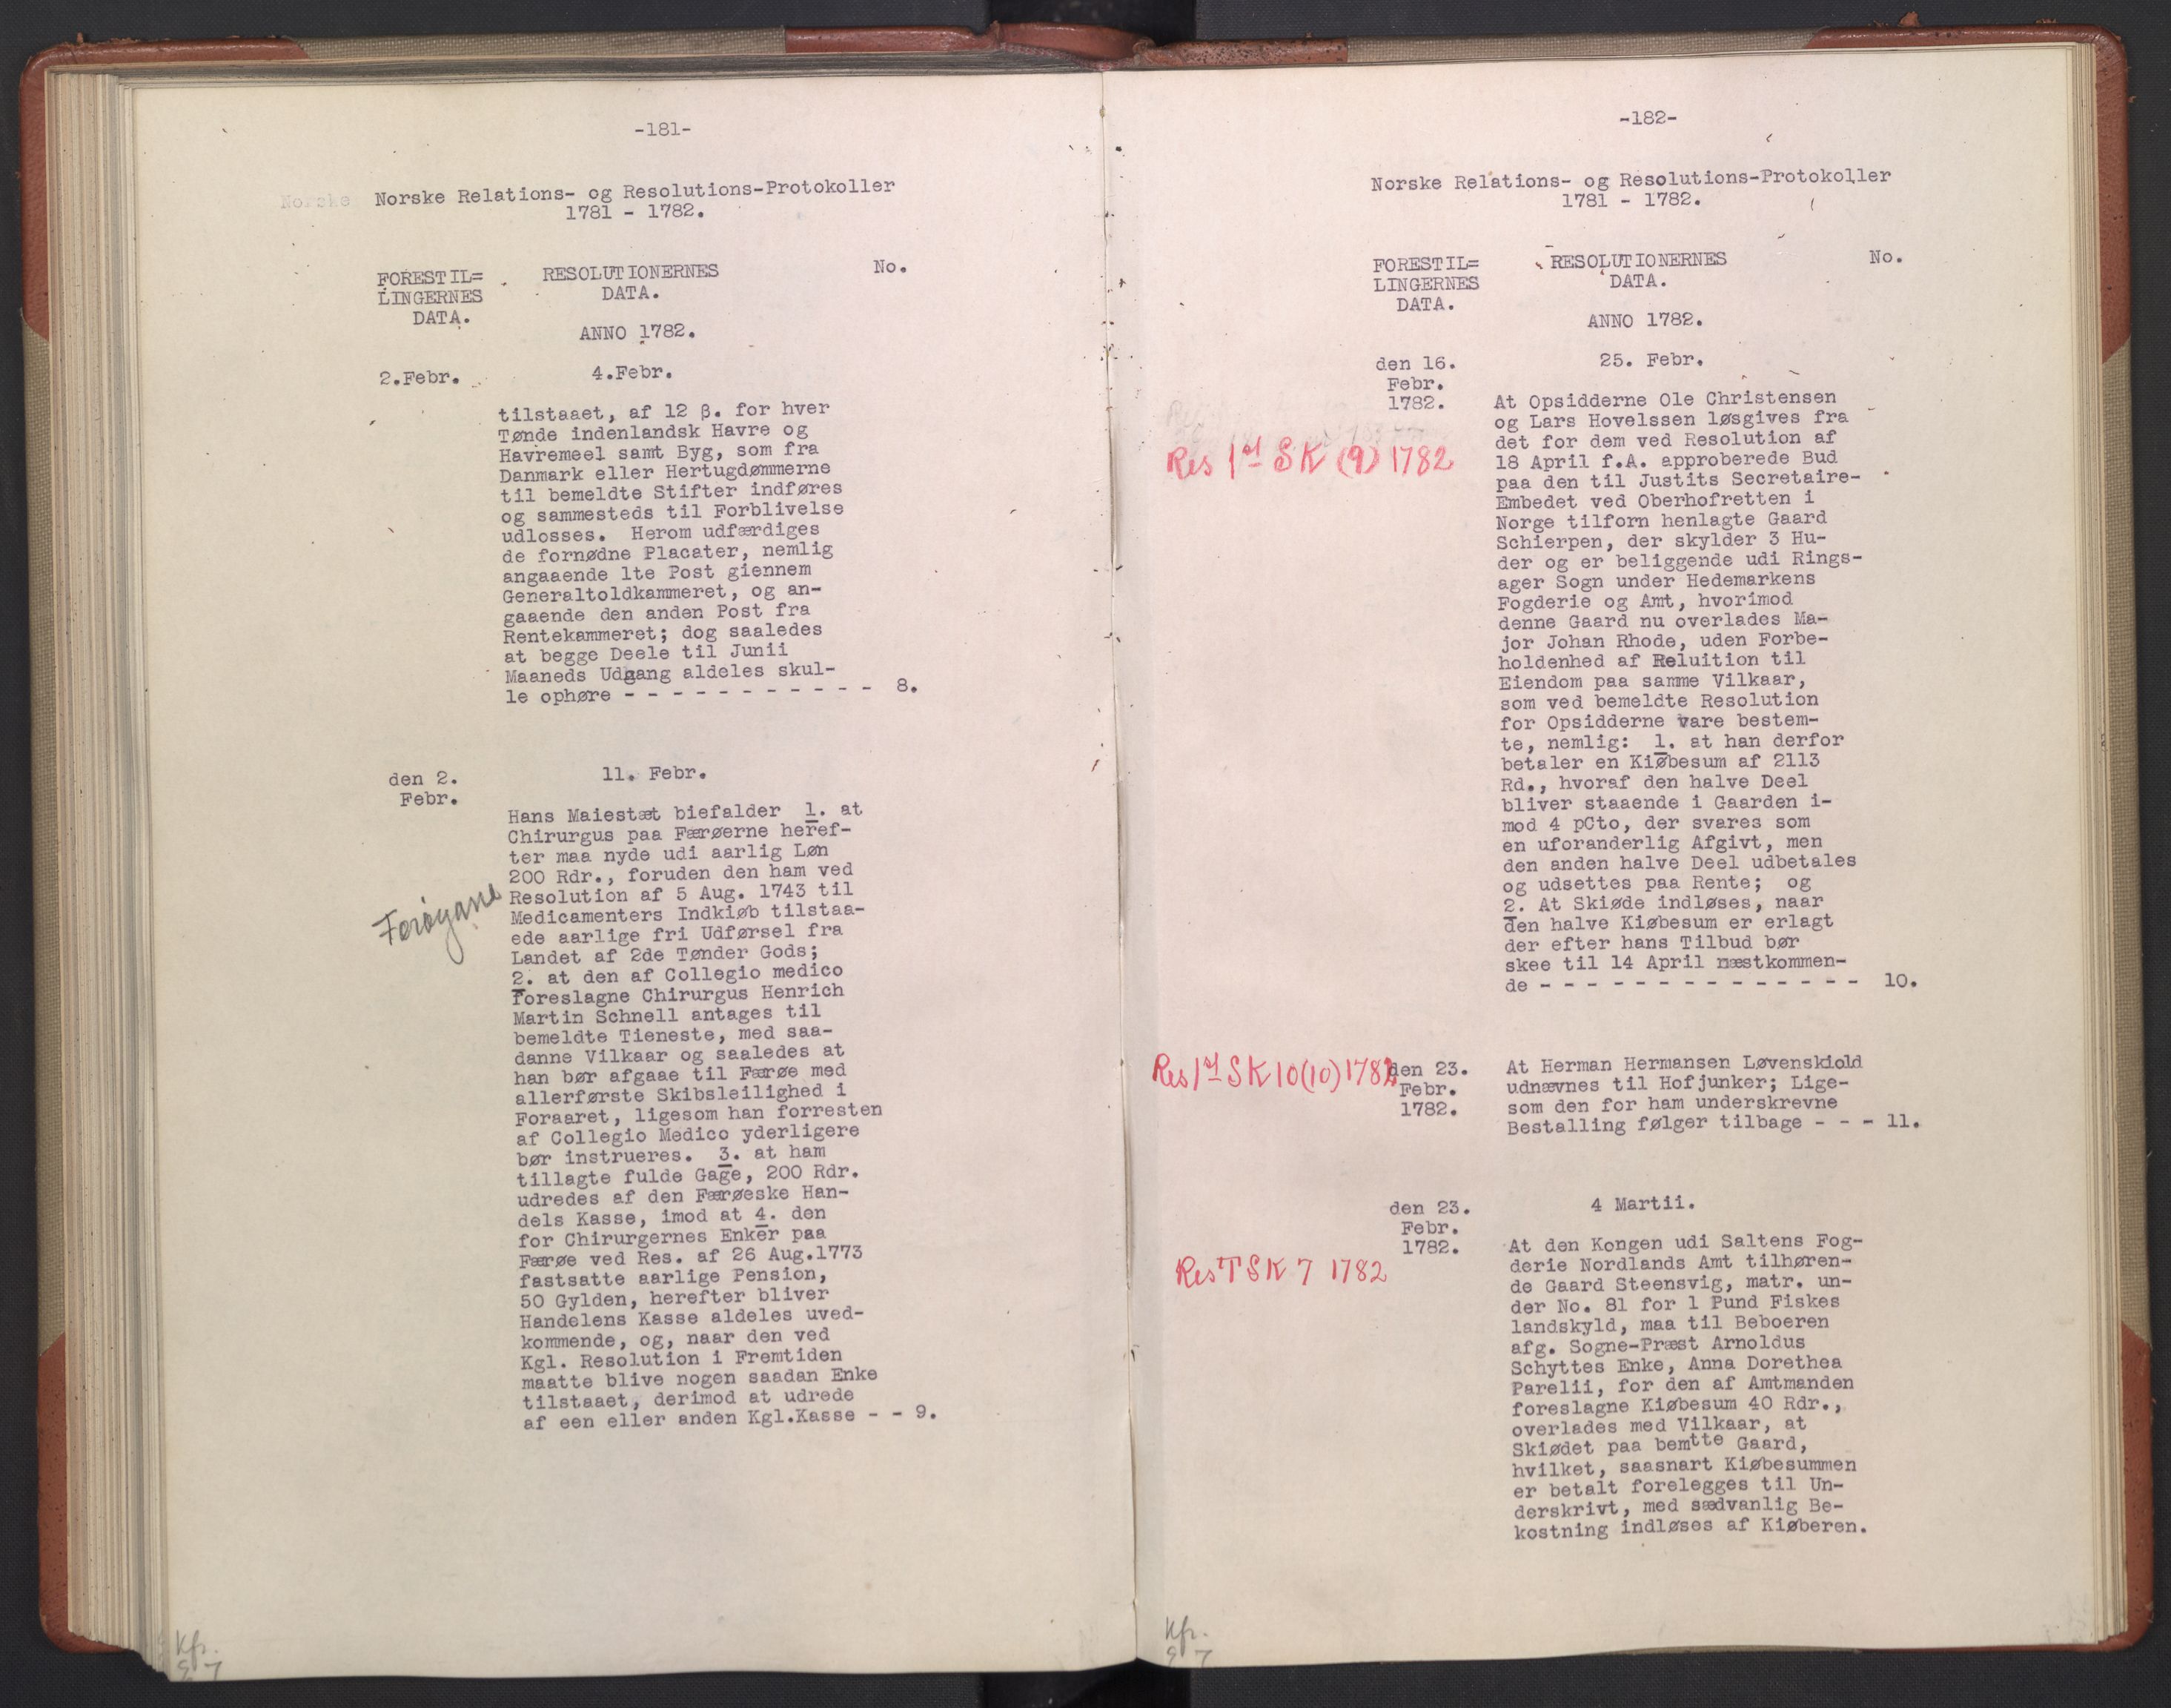 -181-
Norske Norske Relations- og Resolutions-Protokoller
1781 - 1782.
FORESTIL= RESOLUTIONERNES No.
LINGERNES DATA.
DATA.
ANNO 1782.
2.Febr. 4.Febr.
tilstaaet, af 12 β. for hver
Tønde indenlandsk Havre og
Havremeel samt Byg, som fra
Danmark eller Hertugdømmerne
til bemeldte Stifter indføres
og sammesteds til Forblivelse
udlosses. Herom udfærdiges
de fornødne Placater, nemlig
angaaende 1te Post giennem
Generaltoldkammeret, og an-
gaaende den anden Post fra
Rentekammeret; dog saaledes
at begge Deele til Junii
Maaneds Udgang aldeles skul-
le ophøre - - - - - - - - - - - 8.
den 2. 11. Febr.
Febr.
Hans Maiestæt biefalder 1. at
Chirurgus paa Færøerne heref-
ter maa nyde udi aarlig Løn
200 Rdr., foruden den ham ved
Resolution af 5 Aug. 1743 til
Medicamenters Indkiøb tilstaa-
ede aarlige fri Udførsel fra
Landet af 2de Tønder Gods;
2. at den af Collegio medico
foreslagne Chirurgus Henrich
Martin Schnell antages til
bemeldte Tieneste, med saa-
danne Vilkaar og saaledes at
han bør afgaae til Færøe med
allerførste Skibsleilighed i
Foraaret, ligesom han forresten
af Collegio Medico yderligere
bør instrueres. 3. at ham
tillagte fulde Gage, 200 Rdr.
udredes af den Færøeske Han-
dels Kasse, imod at 4. den
for Chirurgernes Enker paa
Færøe ved Res. af 26 Aug.1773
fastsatte aarlige Pension,
50 Gylden, herefter bliver
Handelens Kasse aldeles uved-
kommende, og, naar den ved
Kgl. Resolution i Fremtiden
maatte blive nogen saadan Enke
tilstaaet, derimod at udrede
af een eller anden Kgl.Kasse - - 9.
Færøyane
Kfr.
-182-
Norske Relations- og Resolutions-Protokoller
1781 - 1782.
FORESTIL= RESOLUTIONERNES No.
LINGERNES DATA.
DATA.
ANNO 1782.
den 16. 25. Febr.
Febr.
1782.
Res 1st SK (9) 1782
At Opsidderne Ole Christensen
og Lars Hovelssen løsgives fra
det for dem ved Resolution af
18 April f.A. approberede Bud
paa den til Justits Secretaire-
Embedet ved Oberhofretten i
Norge tilforn henlagte Gaard
Schierpen, der skylder 3 Hu-
der og er beliggende udi Rings-
ager Sogn under Hedemarkens
Fogderie og Amt, hvorimod
denne Gaard nu overlades Ma-
jor Johan Rhode, uden Forbe-
holdenhed af Reluition til
Eiendom paa samme Vilkaar,
som ved bemeldte Resolution
for Opsidderne vare bestem-
te, nemlig: 1. at han derfor
betaler en Kiøbesum af 2113
Rd., hvoraf den halve Deel
bliver staaende i Gaarden i-
mod 4 pCto, der svares som
en uforanderlig Afgivt, men
den anden halve Deel udbetales
og udsettes paa Rente; og
2. At Skiøde indløses, naar
den halve Kiøbesum er erlagt
der efter hans Tilbud bør
skee til 14 April næstkommen-
de - - - - - - - - - - - - - - 10.
Res 1st SK 10(10) 1782
den 23.
Febr.
1782.
At Herman Hermansen Løvenskiold
udnævnes til Hofjunker; Lige-
som den for ham underskrevne
Bestalling følger tilbage - - - 11.
den 23. 4 Martii.
Febr.
1782.
Res T SK 7 1782
At den Kongen udi Saltens Fog-
derie Nordlands Amt tilhøren-
de Gaard Steensvig, matr. un-
der No. 81 for 1 Pund Fiskes
landskyld, maa til Beboeren
afg. Sogne-Præst Arnoldus
Schyttes Enke, Anna Dorethea
Parelii, for den af Amtmanden
foreslagne Kiøbesum 40 Rdr.,
overlades med Vilkaar, at
Skiødet paa bemtte Gaard,
hvilket, saasnart Kiøbesummen
er betalt forelegges til Un-
derskrivt, med sædvanlig Be-
kostning indløses af Kiøberen.
Kfr.